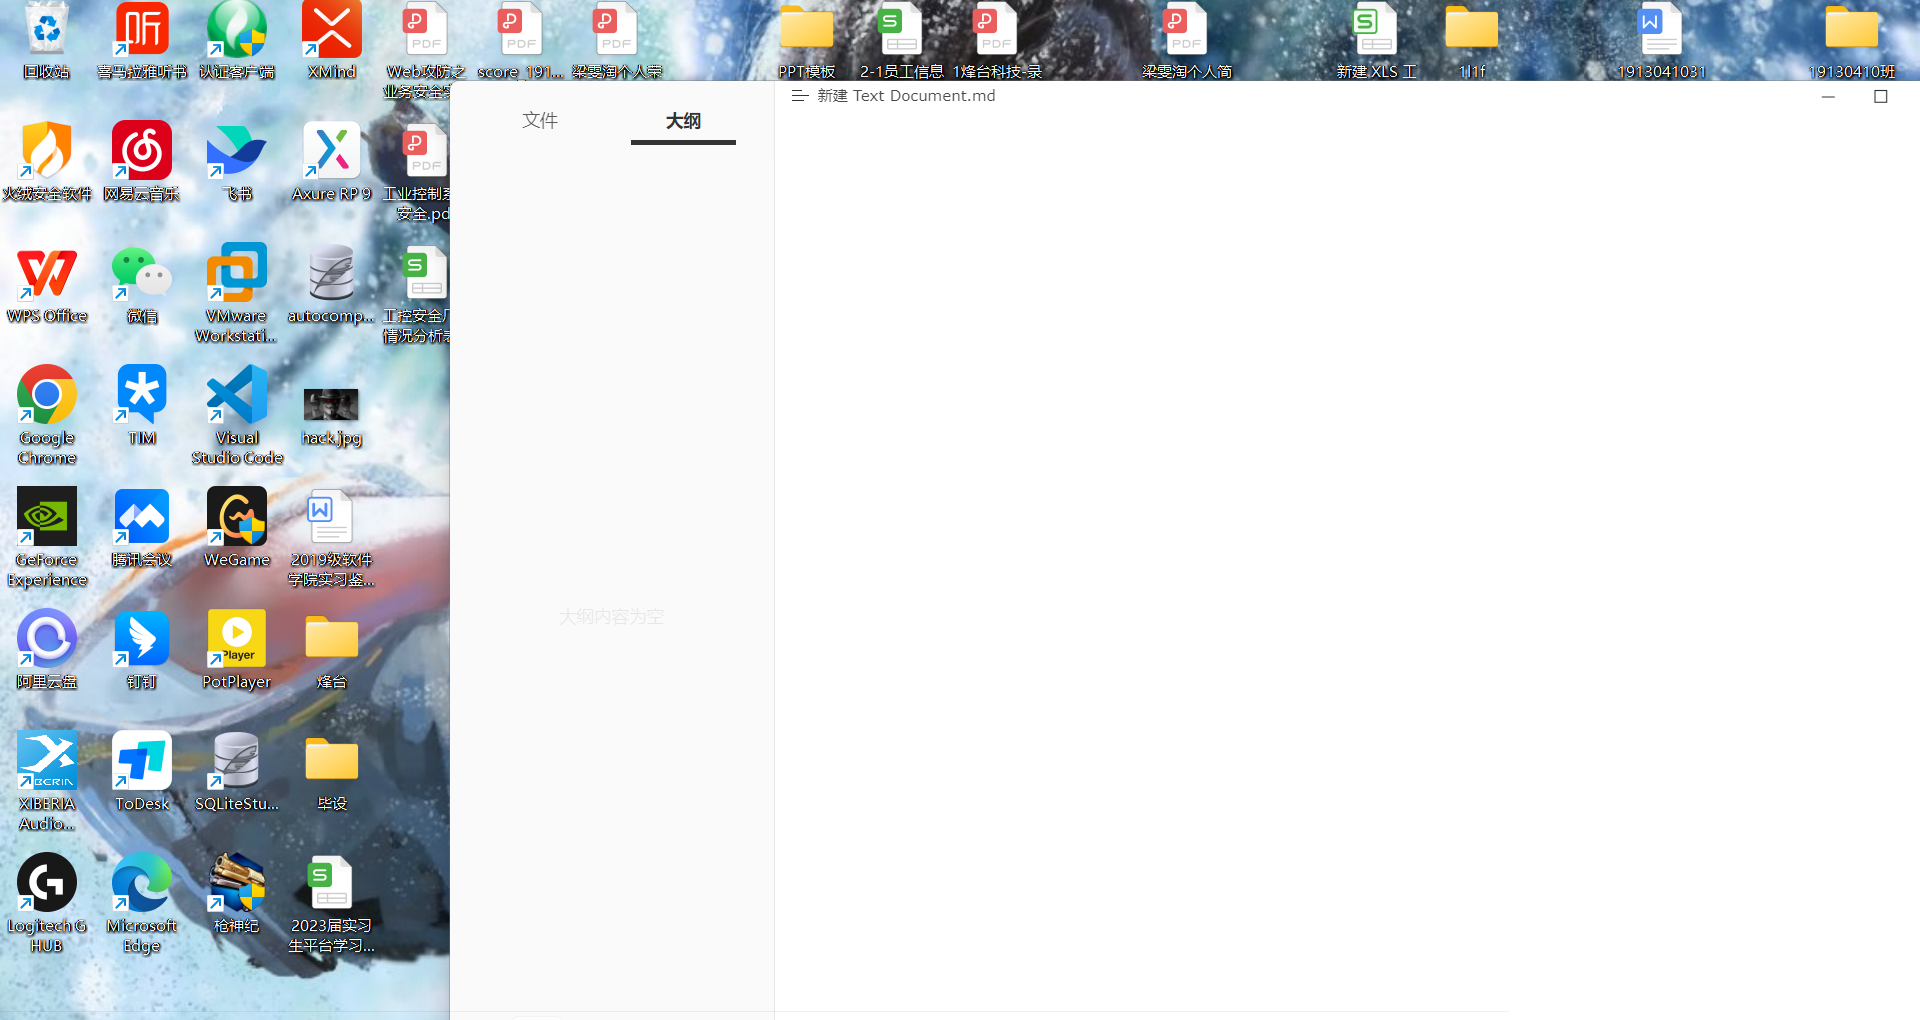 回收站
喜马拉雅听书
认证客户端
XMind
Web攻防之
业务安全
score_191...
梁雯淘个人荣
PPT模板
2-1员工信息
1烽台科技-录
梁雯淘个人简
新建 XLS 工
1l1f
1913041031
19130410班
火绒安全软件
网易云音乐
飞书
Axure RP 9
工业控制系
安全.pd
WPS Office
微信
VMware
Workstati...
autocomp...
工控安全厂
情况分析表
Google
Chrome
TIM
Visual
Studio Code
hack.jpg
GeForce
Experience
腾讯会议
WeGame
2019级软件
学院实习鉴...
阿里云盘
钉钉
Player
PotPlayer
烽台
XIBERIA
Audio...
ToDesk
SQLiteStu...
毕设
Logitech G
HUB
Microsoft
Edge
枪神纪
2023届实习
生平台学习...
文件
大纲
大纲内容为空
新建 Text Document.md